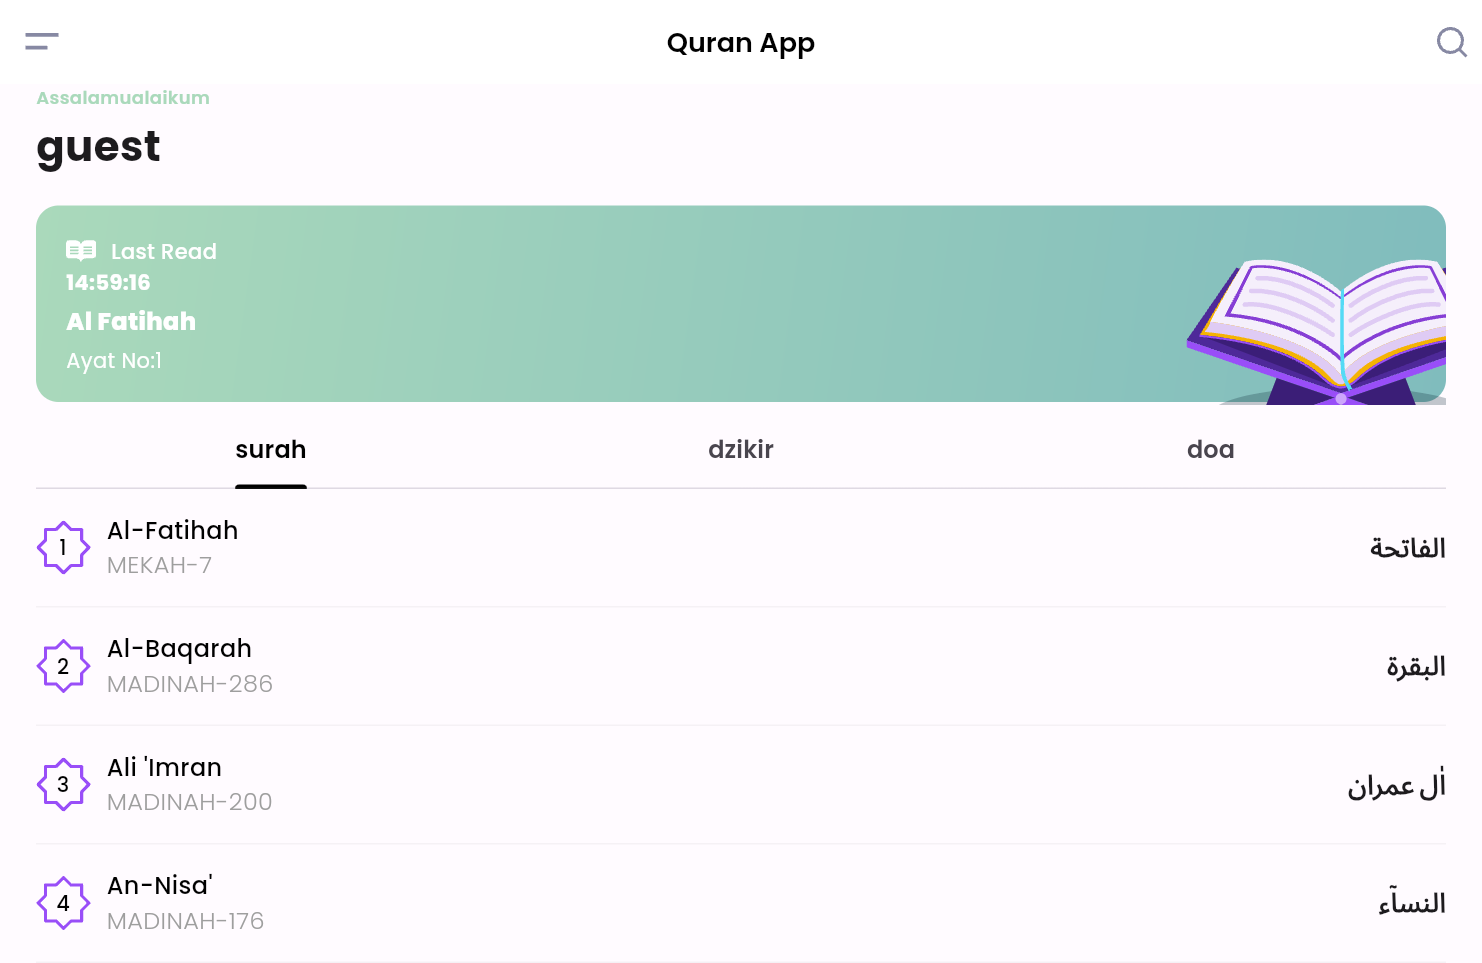 Quran App
Assalamualaikum
guest
Last Read
14:59:16
Al Fatihah
Ayat No:1
surah
dzikir
doa
1
Al-Fatihah
MEKAH-7
الفاتحة
2
Al-Baqarah
MADINAH-286
البقرة
3
Ali 'Imran
MADINAH-200
اٰل عمران
4
An-Nisa'
MADINAH-176
النساۤء